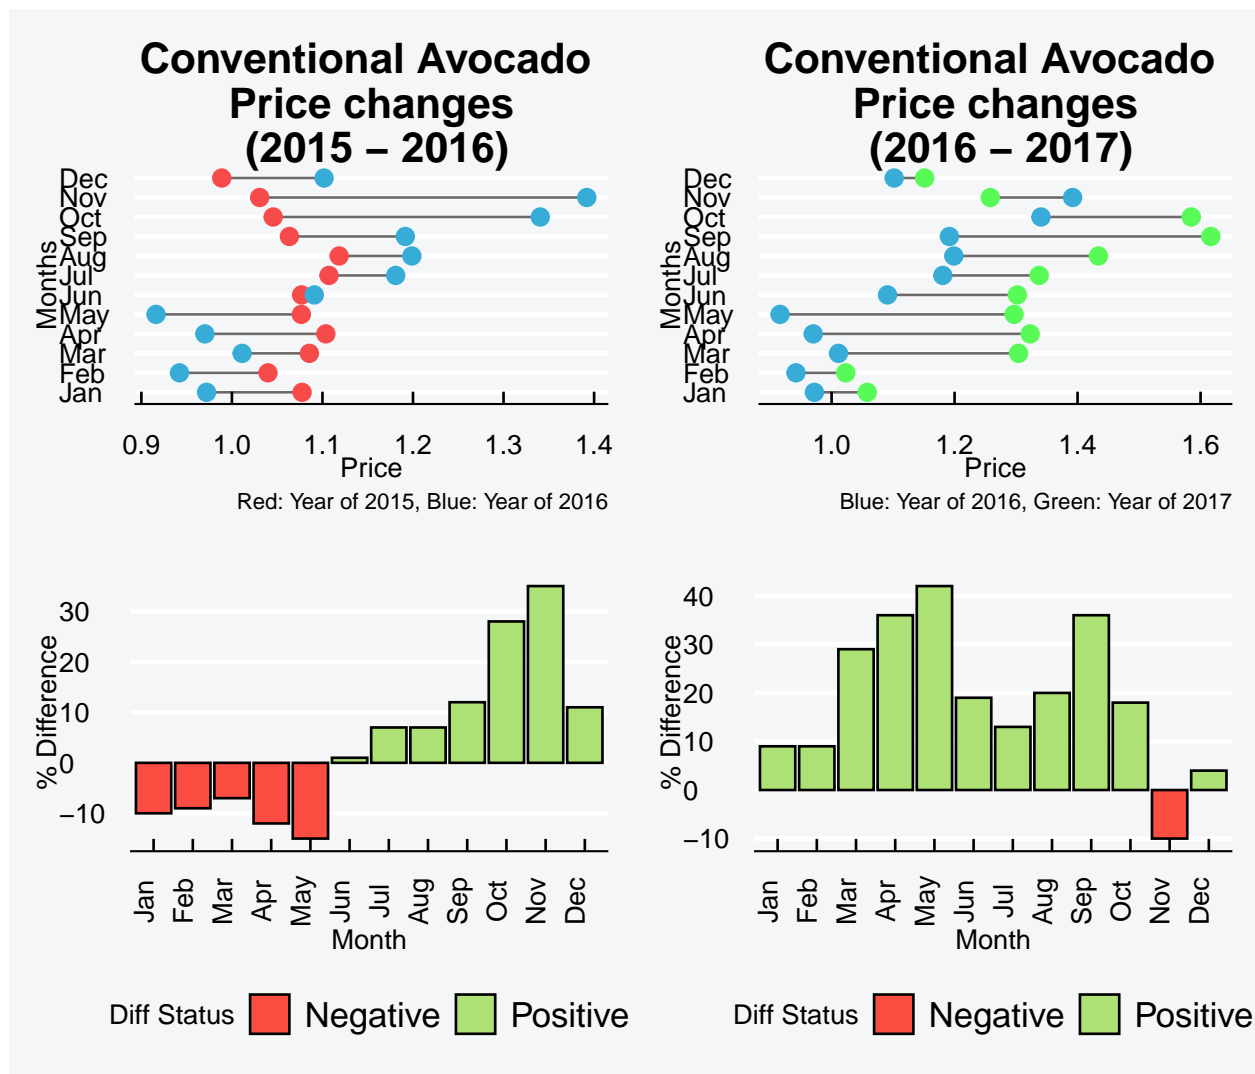 Conventional Avocado
Price changes
(2015 – 2016)
Months
Dec
Nov
Oct
Sep
Aug
Jul
Jun
May
Apr
Mar
Feb
Jan
0.9 1.0 1.1 1.2 1.3 1.4
Price
Red: Year of 2015, Blue: Year of 2016
Conventional Avocado
Price changes
(2016 – 2017)
Months
Dec
Nov
Oct
Sep
Aug
Jul
Jun
May
Apr
Mar
Feb
Jan
1.0 1.2 1.4 1.6
Price
Blue: Year of 2016, Green: Year of 2017
% Difference
30
20
10
0
−10
Jan Feb Mar Apr May Jun Jul Aug Sep Oct Nov Dec
Month
Diff Status Negative Positive
% Difference
40
30
20
10
0
−10
Jan Feb Mar Apr May Jun Jul Aug Sep Oct Nov Dec
Month
Diff Status Negative Positive